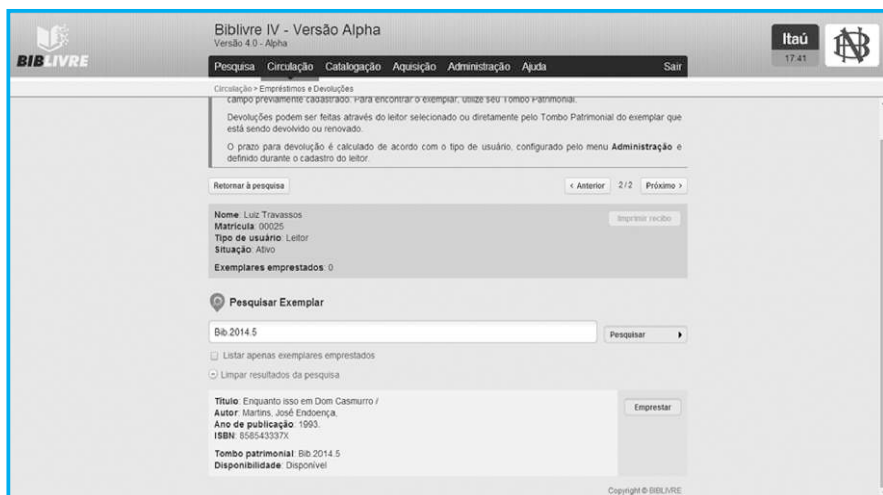 BIBLIVRE
Biblivre IV - Versão Alpha
Versão 4.0 - Alpha
Itaú
17:41
Pesquisa Circulação Catalogação Aquisição Administração Ajuda Sair
Circulação > Empréstimos e Devoluções
campo previamente cadastrado. Para encontrar o exemplar, utilize seu Tombo Patrimonial.
Devoluções podem ser feitas através do leitor selecionado ou diretamente pelo Tombo Patrimonial do exemplar que
está sendo devolvido ou renovado.
O prazo para devolução é calculado de acordo com o tipo de usuário, configurado pelo menu Administração e
definido durante o cadastro do leitor.
Retornar à pesquisa
< Anterior 2/2 Próximo >
Nome: Luiz Travassos
Imprimir recibo
Matrícula: 00025
Tipo de usuário: Leitor
Situação: Ativo
Exemplares emprestados: 0
Pesquisar Exemplar
Bib.2014.5
Pesquisar
Listar apenas exemplares emprestados
Limpar resultados da pesquisa
Título: Enquanto isso em Dom Casmurro /
Emprestar
Autor: Martins, José Endoença,
Ano de publicação: 1993.
ISBN: 858543337X
Tombo patrimonial: Bib.2014.5
Disponibilidade: Disponível
Copyright © BIBLIVRE